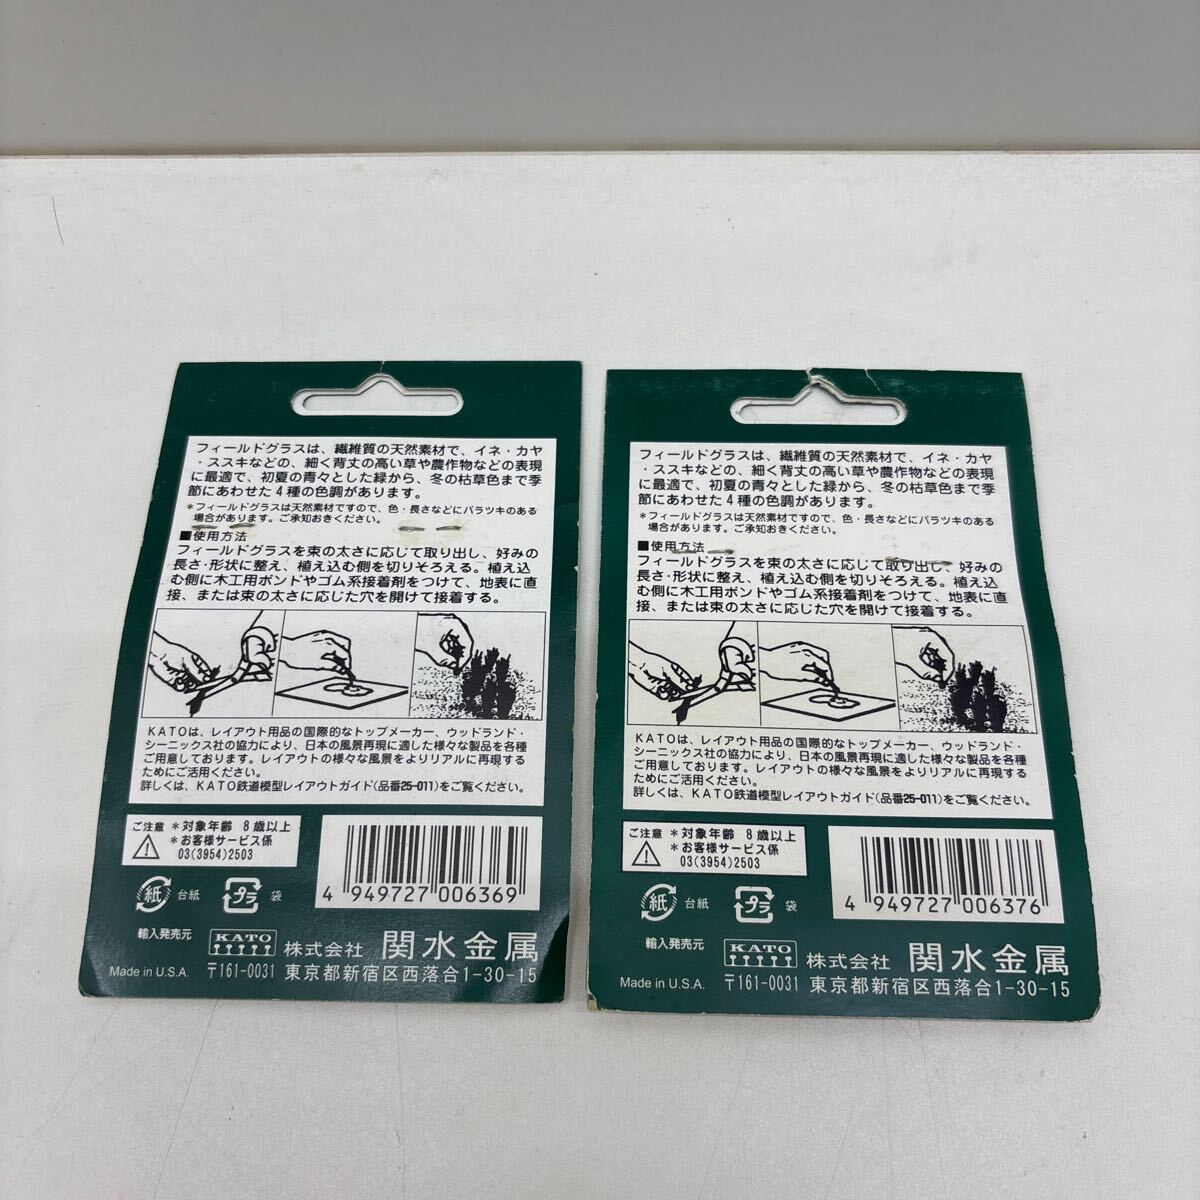 フィールドグラスは、繊維質の天然素材で、イネ・カヤ
・ススキなどの、細く背丈の高い草や農作物などの表現
に最適で、初夏の青々とした緑から、冬の枯草色まで季
節にあわせた4種の色調があります。
*フィールドグラスは天然素材ですので、色・長さなどにバラツキのある
場合があります。ご承知おきください。
■使用方法
フィールドグラスを束の太さに応じて取り出し、好みの
長さ・形状に整え、植え込む側を切りそろえる。植え込
む側に木工用ボンドやゴム系接着剤をつけて、地表に直
接、または束の太さに応じた穴を開けて接着する。
KATOは、レイアウト用品の国際的なトップメーカー、ウッドランド・
シーニックス社の協力により、日本の風景再現に適した様々な製品を各種
ご用意しております。レイアウトの様々な風景をよりリアルに再現する
ためにご活用ください。
詳しくは、KATO鉄道模型レイアウトガイド(品番25-011)をご覧ください。
ご注意 *対象年齢 8歳以上
*お客様サービス係
03(3954)2503
紙 台紙 プラ 袋
4 949727 006369
輸入発売元 KATO 株式会社 関水金属
Made in U.S.A. 〒161-0031 東京都新宿区西落合1-30-15
フィールドグラスは、繊維質の天然素材で、イネ・カヤ
・ススキなどの、細く背丈の高い草や農作物などの表現
に最適で、初夏の青々とした緑から、冬の枯草色まで季
節にあわせた4種の色調があります。
*フィールドグラスは天然素材ですので、色・長さなどにバラツキのある
場合があります。ご承知おきください。
■使用方法
フィールドグラスを束の太さに応じて取り出し、好みの
長さ・形状に整え、植え込む側を切りそろえる。植え込
む側に木工用ボンドやゴム系接着剤をつけて、地表に直
接、または束の太さに応じた穴を開けて接着する。
KATOは、レイアウト用品の国際的なトップメーカー、ウッドランド・
シーニックス社の協力により、日本の風景再現に適した様々な製品を各種
ご用意しております。レイアウトの様々な風景をよりリアルに再現する
ためにご活用ください。
詳しくは、KATO鉄道模型レイアウトガイド(品番25-011)をご覧ください。
ご注意 *対象年齢 8歳以上
*お客様サービス係
03(3954)2503
紙 台紙 プラ 袋
4 949727 006376
輸入発売元 KATO 株式会社 関水金属
Made in U.S.A. 〒161-0031 東京都新宿区西落合1-30-15